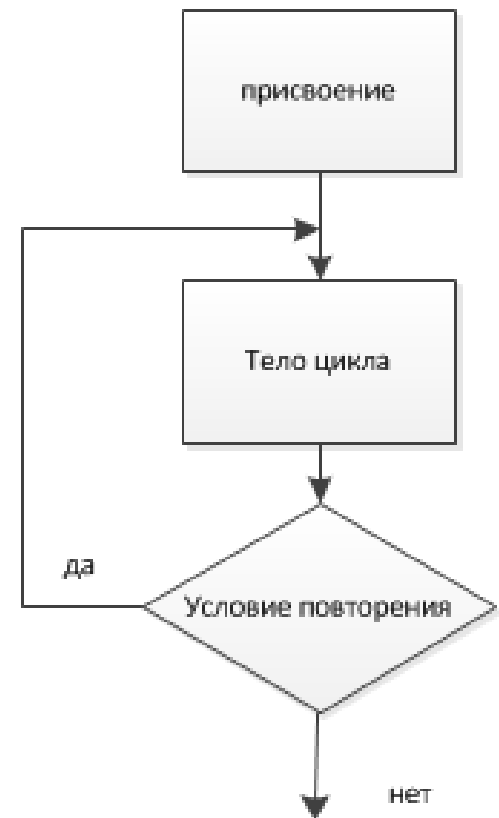 присвоение
Тело цикла
да
Условие повторения
нет